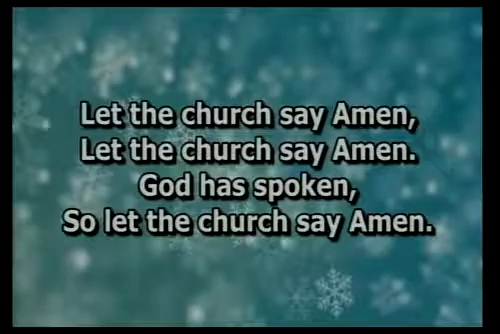 Let the church say Amen,
Let the church say Amen.
God has spoken,
So let the church say Amen.